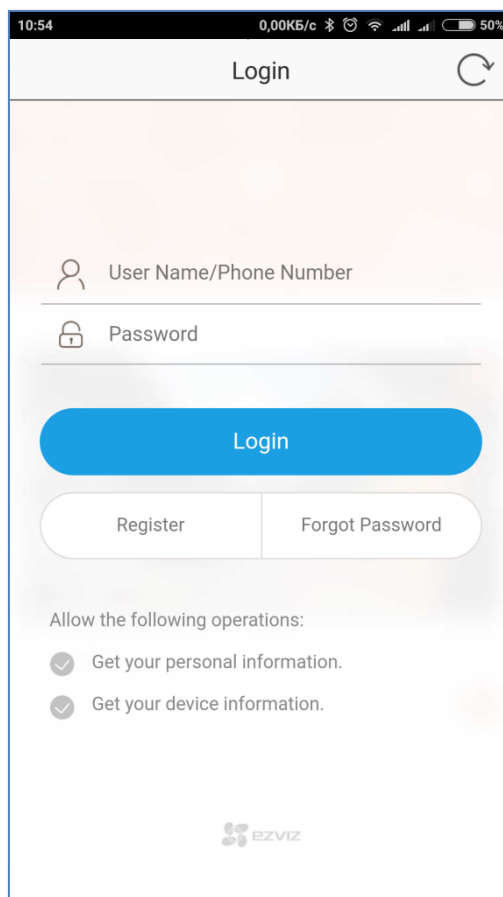 10:54 0,00КБ/с 50%
Login
User Name/Phone Number
Password
Login
Register Forgot Password
Allow the following operations:
Get your personal information.
Get your device information.
ezviz